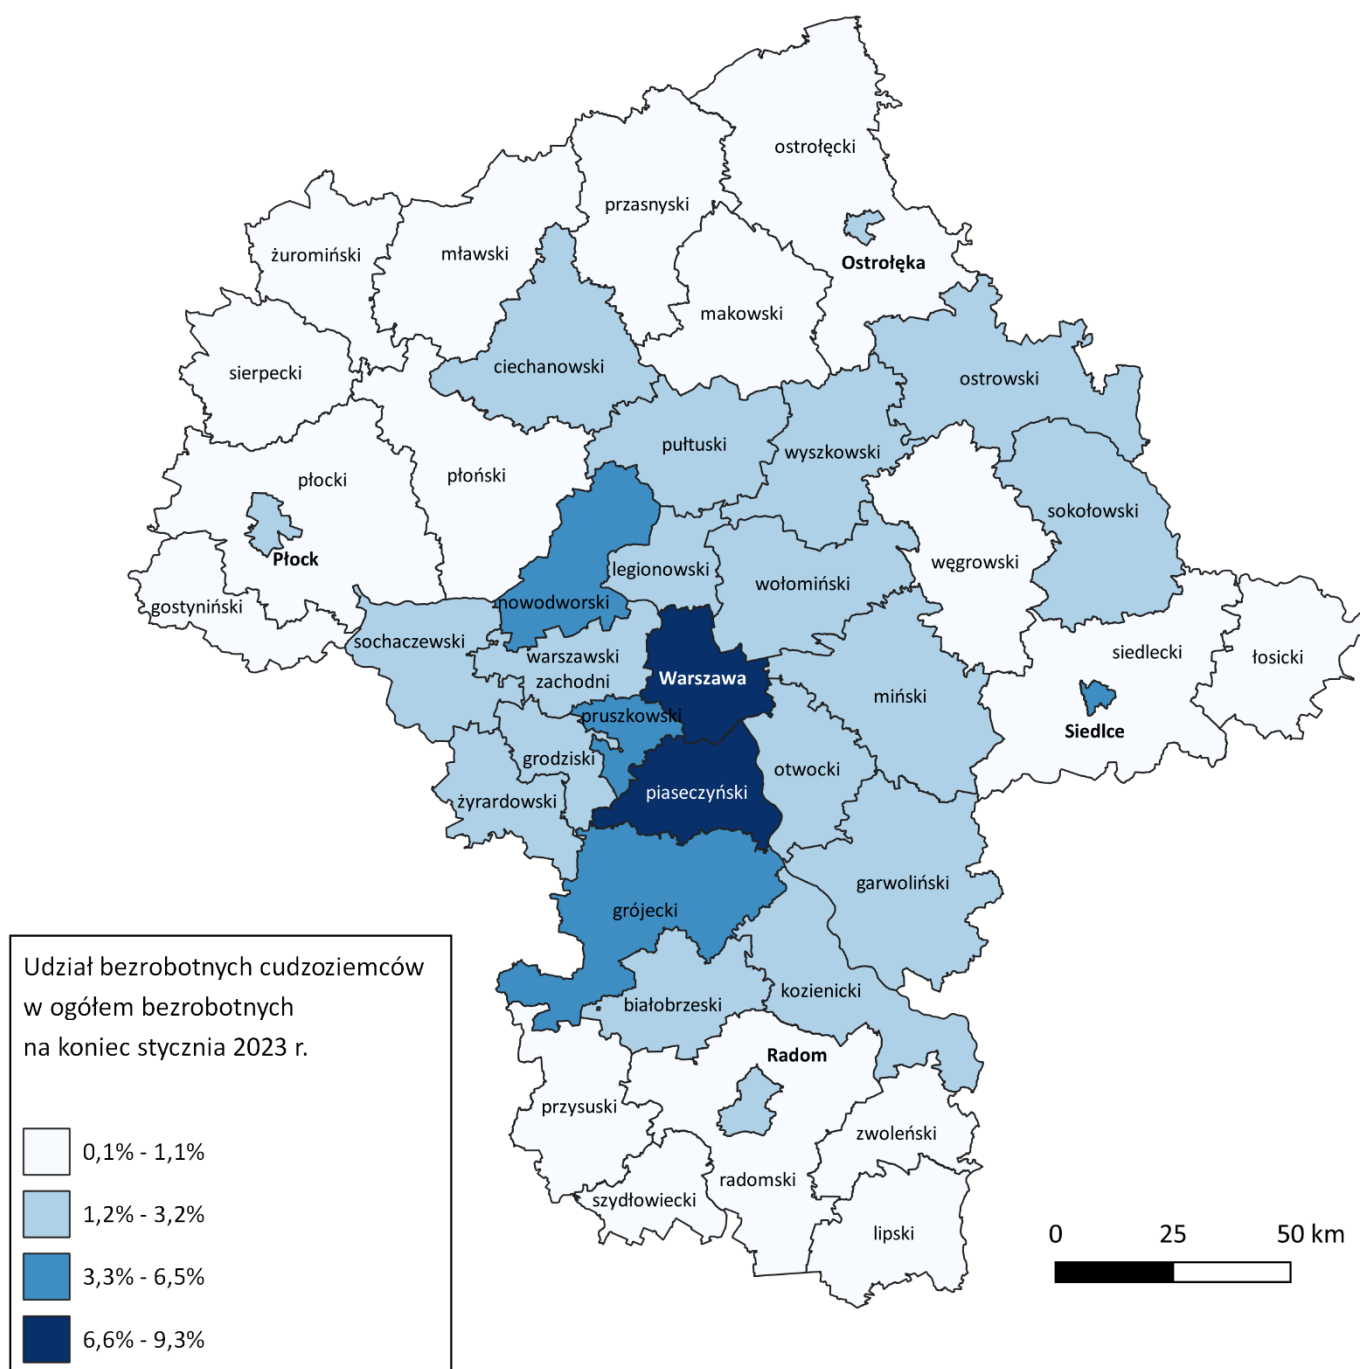 ostrołęcki
przasnyski
żuromiński
mławski
Ostrołęka
makowski
sierpecki
ciechanowski
ostrowski
pułtuski
wyszkowski
płocki
płoński
sokołowski
Płock
legionowski
wołomiński
węgrowski
gostyniński
nowodworski
sochaczewski
warszawski
zachodni
siedlecki
łosicki
Warszawa
miński
pruszkowski
Siedlce
grodziski
otwocki
żyrardowski
piaseczyński
garwoliński
grójecki
białobrzeski
kozienicki
Radom
przysuski
zwoleński
szydłowiecki
radomski
lipski
Udział bezrobotnych cudzoziemców
w ogółem bezrobotnych
na koniec stycznia 2023 r.
0,1% - 1,1%
1,2% - 3,2%
3,3% - 6,5%
6,6% - 9,3%
0 25 50 km